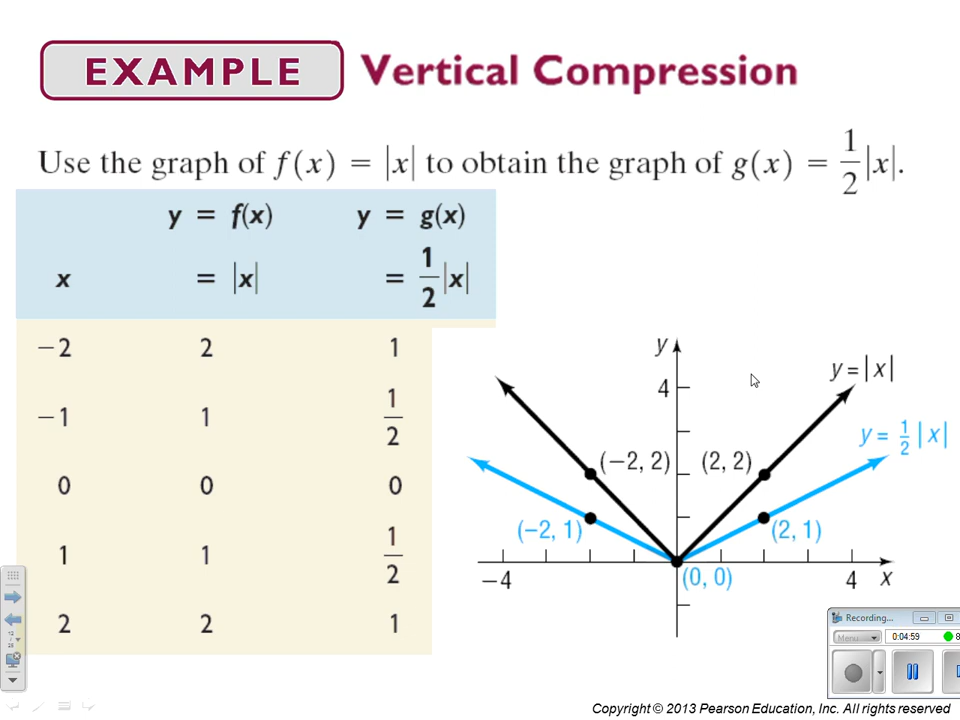 EXAMPLE Vertical Compression
Use the graph of f(x) = |x| to obtain the graph of g(x) = 1/2|x|.
y = f(x) y = g(x)
x = |x| = 1/2|x|
−2 2 1
−1 1 1/2
0 0 0
1 1 1/2
2 2 1
y
4
y=|x|
y= 1/2|x|
(−2, 2) (2, 2)
(−2, 1) (2, 1)
−4 (0, 0) 4 x
Recording...
Menu 0:04:59 8
Copyright © 2013 Pearson Education, Inc. All rights reserved